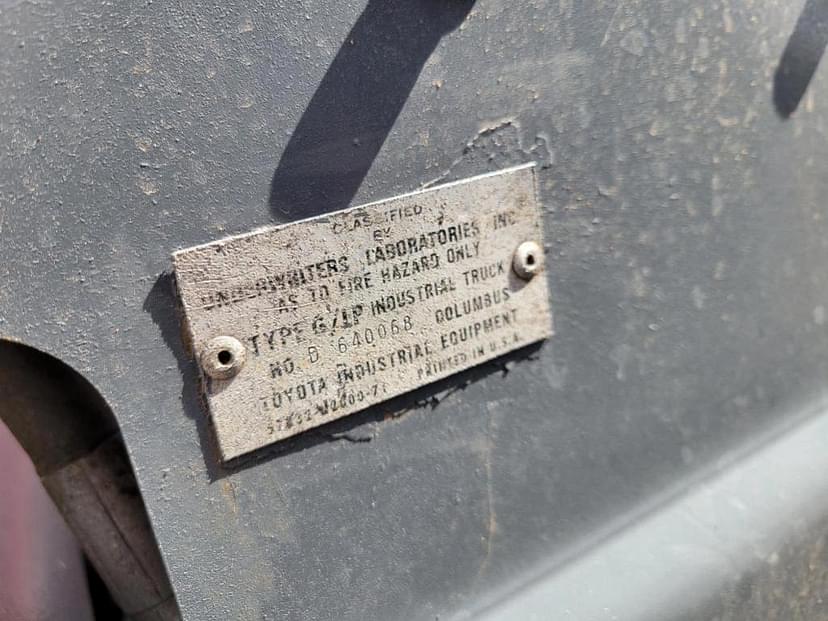 CLASSIFIED
BY
UNDERWRITERS LABORATORIES INC
AS TO FIRE HAZARD ONLY
TYPE G/LP INDUSTRIAL TRUCK
NO. D 640068 COLUMBUS
TOYOTA INDUSTRIAL EQUIPMENT
PRINTED IN U.S.A.